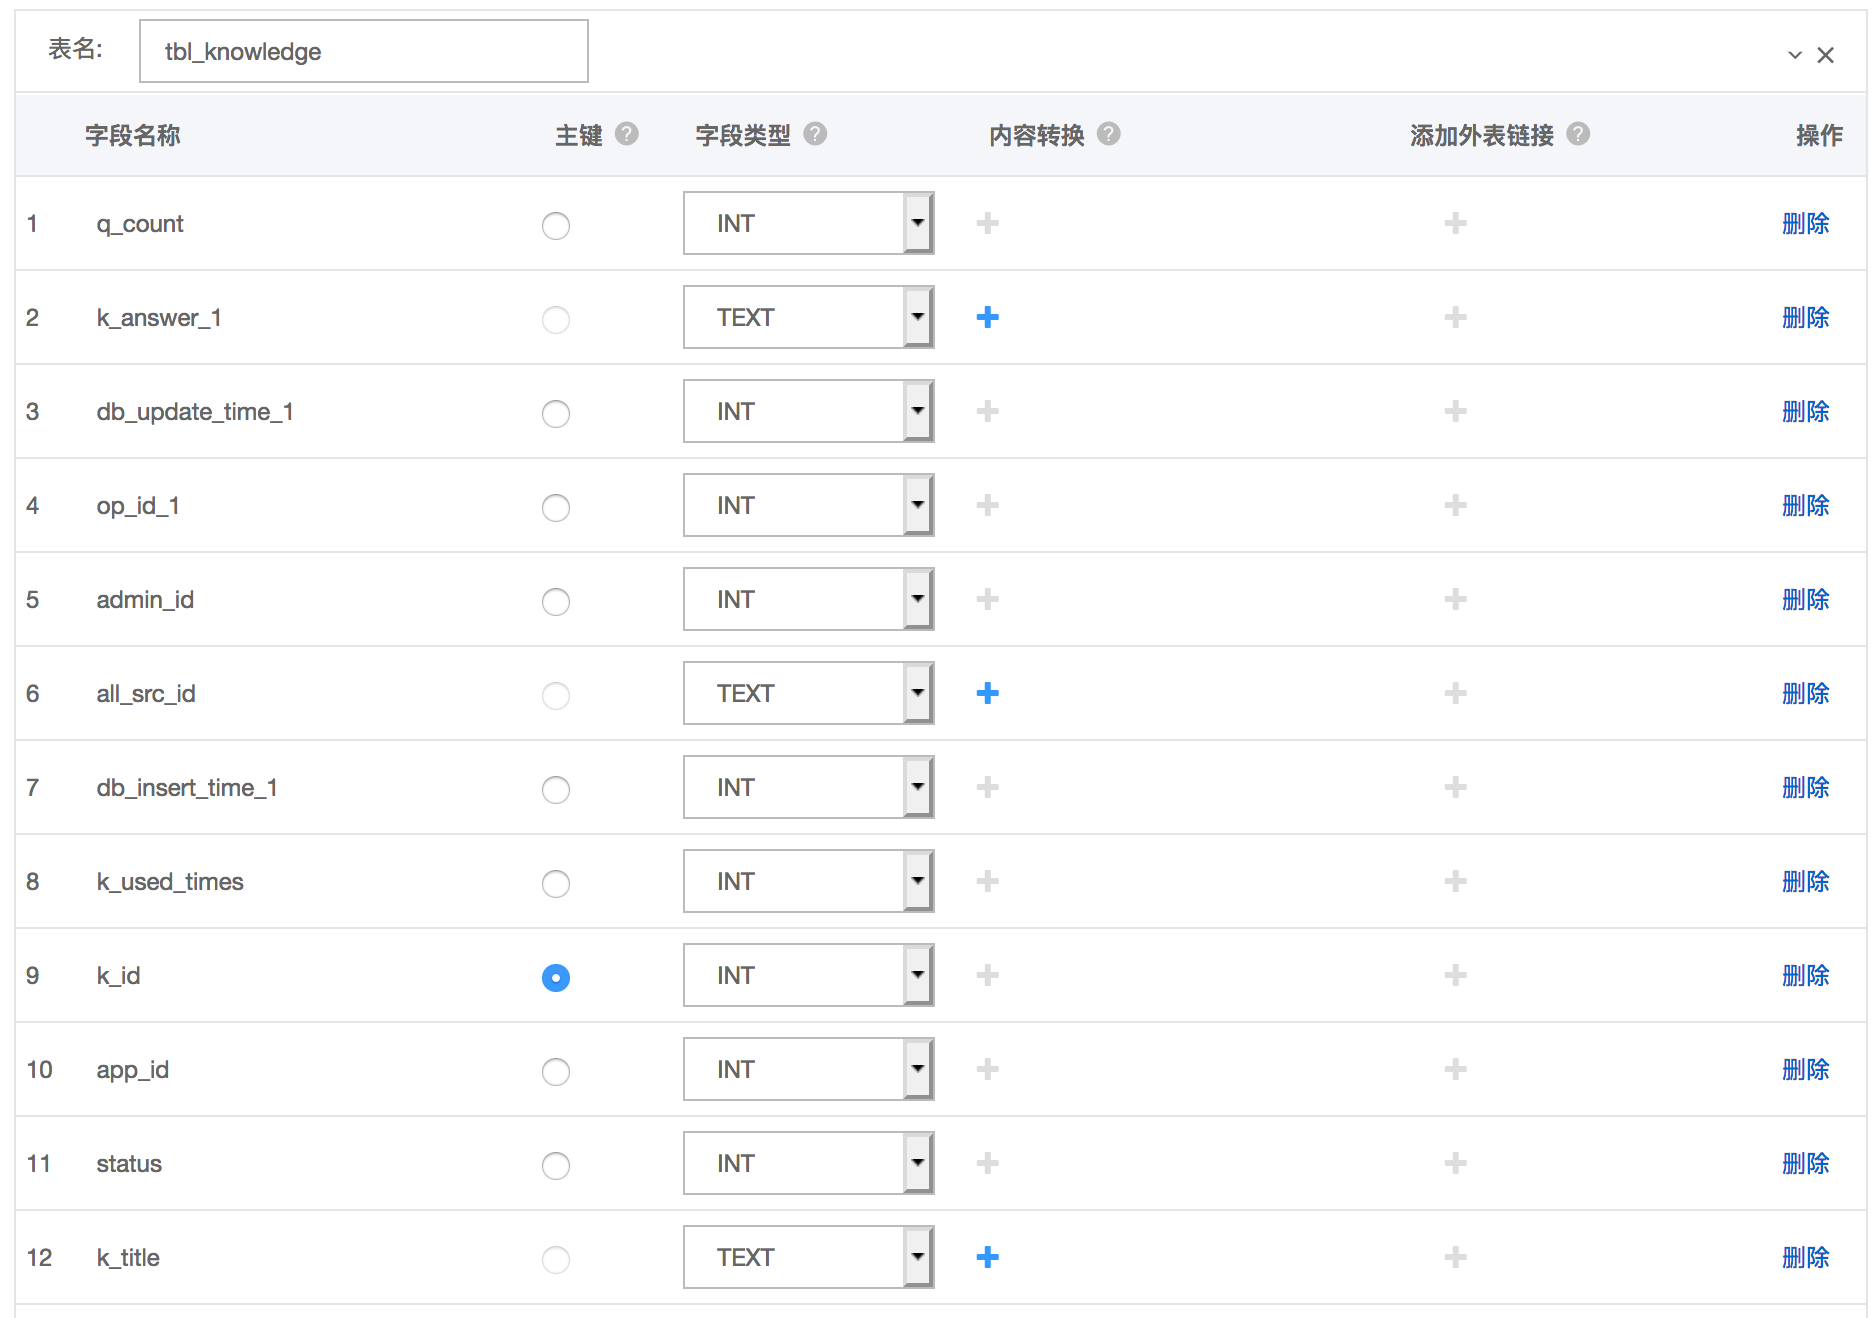 表名: tbl_knowledge
字段名称 主键 ? 字段类型 ? 内容转换 ? 添加外表链接 ? 操作
1 q_count INT 删除
2 k_answer_1 TEXT 删除
3 db_update_time_1 INT 删除
4 op_id_1 INT 删除
5 admin_id INT 删除
6 all_src_id TEXT 删除
7 db_insert_time_1 INT 删除
8 k_used_times INT 删除
9 k_id INT 删除
10 app_id INT 删除
11 status INT 删除
12 k_title TEXT 删除